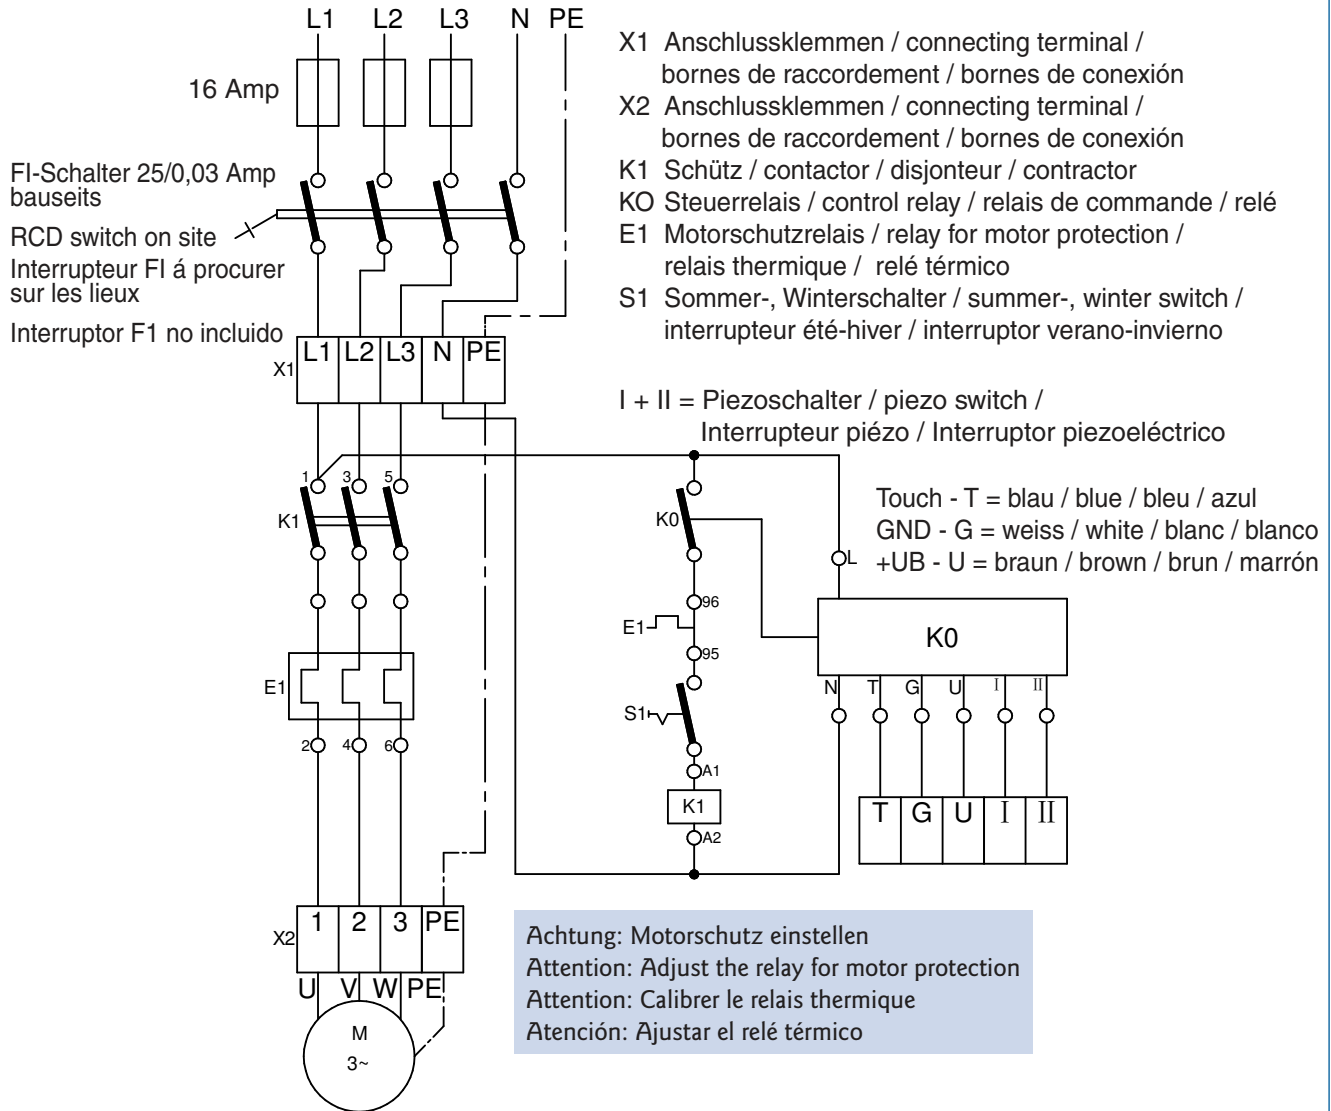 L1 L2 L3 N PE
16 Amp
FI-Schalter 25/0,03 Amp
bauseits
RCD switch on site
Interrupteur FI á procurer
sur les lieux
Interruptor F1 no incluido
X1 Anschlussklemmen / connecting terminal /
bornes de raccordement / bornes de conexión
X2 Anschlussklemmen / connecting terminal /
bornes de raccordement / bornes de conexión
K1 Schütz / contactor / disjonteur / contractor
KO Steuerrelais / control relay / relais de commande / relé
E1 Motorschutzrelais / relay for motor protection /
relais thermique / relé térmico
S1 Sommer-, Winterschalter / summer-, winter switch /
interrupteur été-hiver / interruptor verano-invierno
I + II = Piezoschalter / piezo switch /
Interrupteur piézo / Interruptor piezoeléctrico
Touch - T = blau / blue / bleu / azul
GND - G = weiss / white / blanc / blanco
+UB - U = braun / brown / brun / marrón
X1 L1 L2 L3 N PE
1 3 5
K1
E1
2 4 6
K0
96
E1
95
S1
A1
K1
A2
L
K0
N T G U I II
T G U I II
X2 1 2 3 PE
U V W PE
M
3~
Achtung: Motorschutz einstellen
Attention: Adjust the relay for motor protection
Attention: Calibrer le relais thermique
Atención: Ajustar el relé térmico